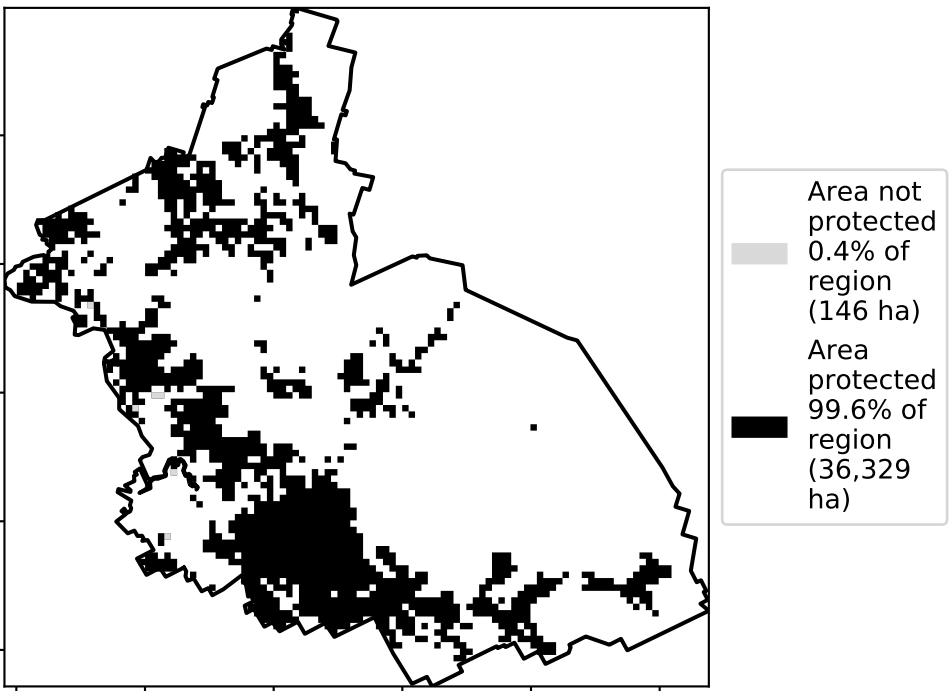 Area not
protected
0.4% of
region
(146 ha)
Area
protected
99.6% of
region
(36,329
ha)